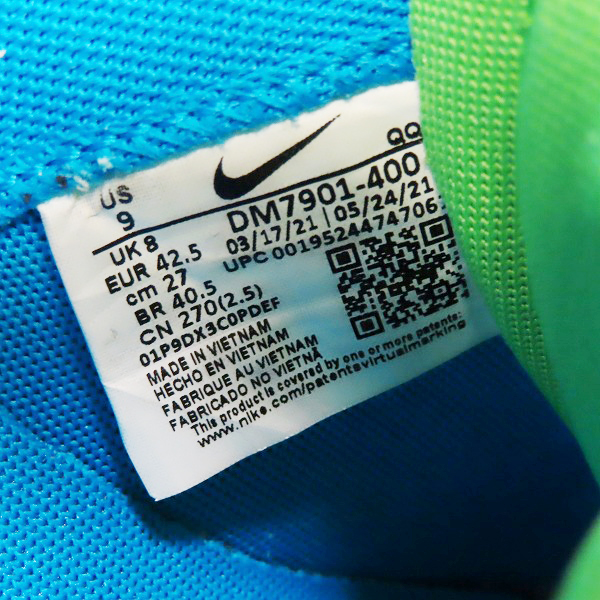 QQ
US
9
DM7901-400
UK 8
03/17/21 | 05/24/21
EUR 42.5
UPC 00195244747063
cm 27
BR 40.5
CN 270(2.5)
01P9DX3C0PDEF
MADE IN VIETNAM
HECHO EN VIETNAM
FABRIQUE AU VIETNAM
FABRICADO NO VIETNÃ
This product is covered by one or more patents:
www.nike.com/patentsvirtualmarking